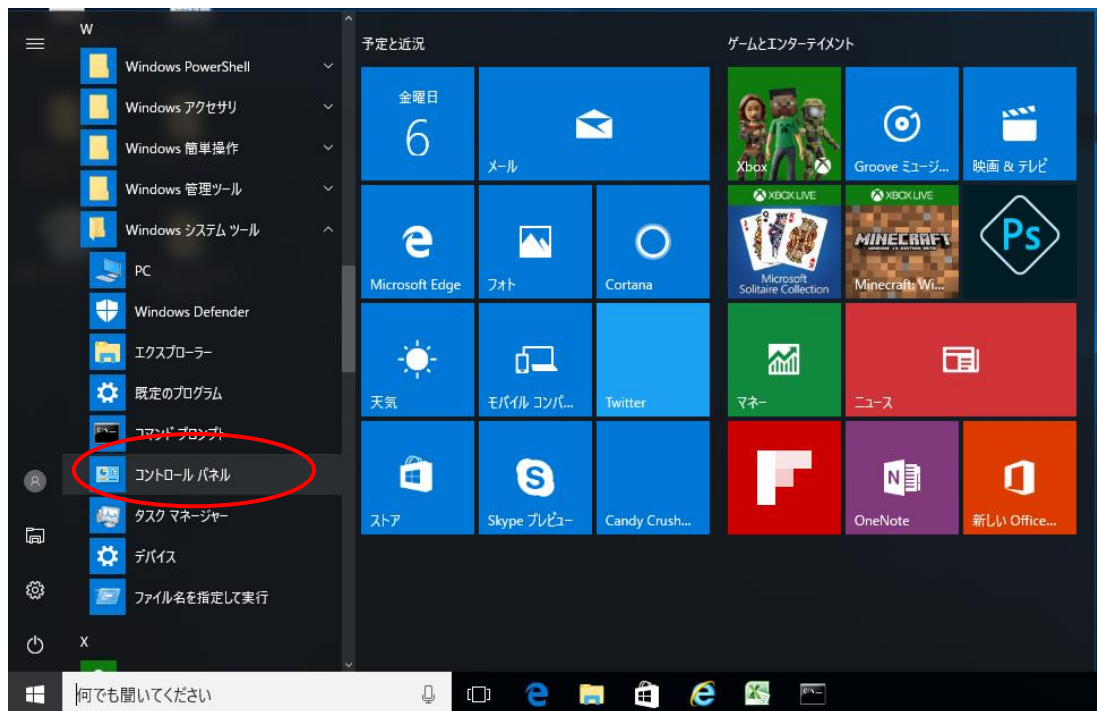 W
Windows PowerShell
Windows アクセサリ
Windows 簡単操作
Windows 管理ツール
Windows システム ツール
PC
Windows Defender
エクスプローラー
既定のプログラム
コマンド プロンプト
コントロール パネル
タスク マネージャー
デバイス
ファイル名を指定して実行
X
予定と近況
金曜日
6
メール
Microsoft Edge
フォト
Cortana
天気
モバイル コンパ...
Twitter
ストア
Skype プレビュー
Candy Crush...
ゲームとエンターテイメント
Xbox
Groove ミュージ...
映画 & テレビ
XBOX LIVE
Microsoft
Solitaire Collection
XBOX LIVE
MINECRAFT
Minecraft: Wi...
Ps
マネー
ニュース
N
OneNote
新しい Office...
何でも聞いてください